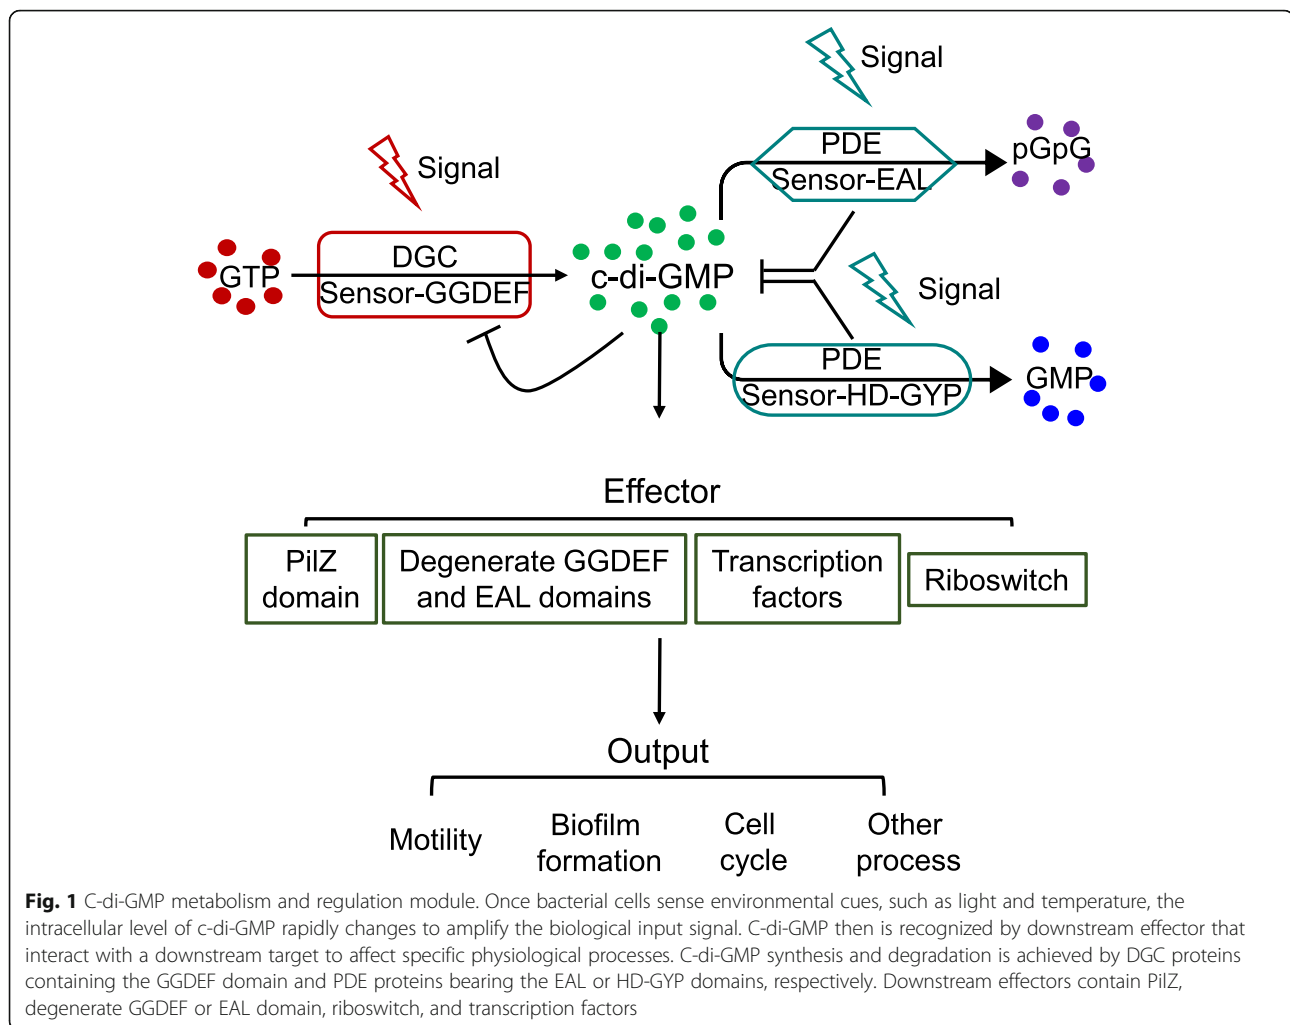 Signal
PDE
Sensor-EAL
pGpG
Signal
DGC
Sensor-GGDEF
GTP
c-di-GMP
Signal
PDE
Sensor-HD-GYP
GMP
Effector
PilZ
domain
Degenerate GGDEF
and EAL domains
Transcription
factors
Riboswitch
Output
Motility
Biofilm
formation
Cell
cycle
Other
process
Fig. 1 C-di-GMP metabolism and regulation module. Once bacterial cells sense environmental cues, such as light and temperature, the
intracellular level of c-di-GMP rapidly changes to amplify the biological input signal. C-di-GMP then is recognized by downstream effector that
interact with a downstream target to affect specific physiological processes. C-di-GMP synthesis and degradation is achieved by DGC proteins
containing the GGDEF domain and PDE proteins bearing the EAL or HD-GYP domains, respectively. Downstream effectors contain PilZ,
degenerate GGDEF or EAL domain, riboswitch, and transcription factors